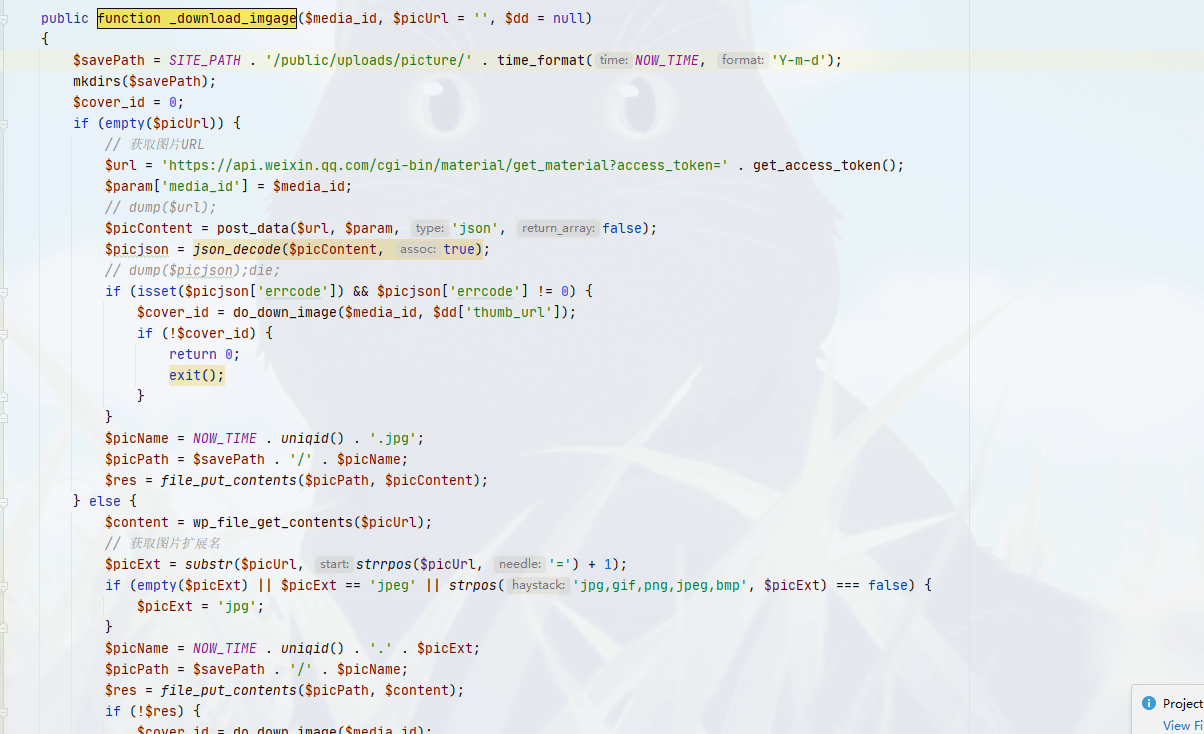 public function _download_imgage($media_id, $picUrl = '', $dd = null)
{
$savePath = SITE_PATH . '/public/uploads/picture/' . time_format( time: NOW_TIME, format: 'Y-m-d');
mkdirs($savePath);
$cover_id = 0;
if (empty($picUrl)) {
// 获取图片URL
$url = 'https://api.weixin.qq.com/cgi-bin/material/get_material?access_token=' . get_access_token();
$param['media_id'] = $media_id;
// dump($url);
$picContent = post_data($url, $param, type: 'json', return_array: false);
$picjson = json_decode($picContent, assoc: true);
// dump($picjson);die;
if (isset($picjson['errcode']) && $picjson['errcode'] != 0) {
$cover_id = do_down_image($media_id, $dd['thumb_url']);
if (!$cover_id) {
return 0;
exit();
}
}
$picName = NOW_TIME . uniqid() . '.jpg';
$picPath = $savePath . '/' . $picName;
$res = file_put_contents($picPath, $picContent);
} else {
$content = wp_file_get_contents($picUrl);
// 获取图片扩展名
$picExt = substr($picUrl, start: strrpos($picUrl, needle: '=') + 1);
if (empty($picExt) || $picExt == 'jpeg' || strpos( haystack: 'jpg,gif,png,jpeg,bmp', $picExt) === false) {
$picExt = 'jpg';
}
$picName = NOW_TIME . uniqid() . '.' . $picExt;
$picPath = $savePath . '/' . $picName;
$res = file_put_contents($picPath, $content);
if (!$res) {
$cover_id = do_down_image($media_id);
Project
View Fi